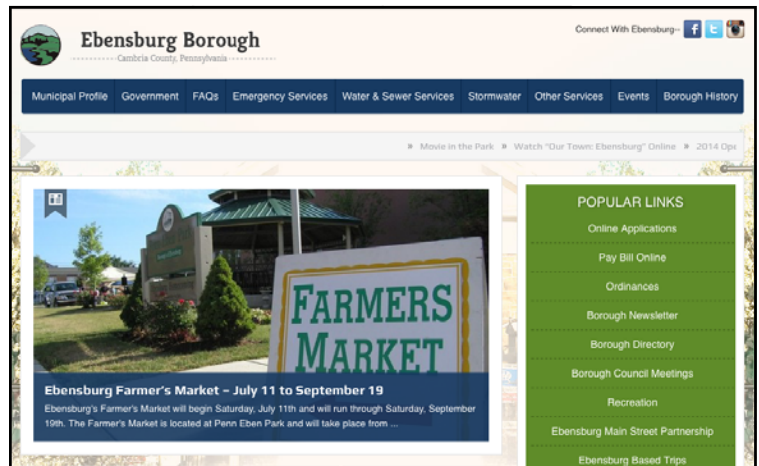 Ebensburg Borough
Cambria County, Pennsylvania
Connect With Ebensburg--
Municipal Profile Government FAQs Emergency Services Water & Sewer Services Stormwater Other Services Events Borough History
» Movie in the Park » Watch "Our Town: Ebensburg" Online » 2014 Ope
FARMERS
MARKET
Ebensburg Farmer's Market – July 11 to September 19
Ebensburg's Farmer's Market will begin Saturday, July 11th and will run through Saturday, September
19th. The Farmer's Market is located at Penn Eben Park and will take place from ...
POPULAR LINKS
Online Applications
Pay Bill Online
Ordinances
Borough Newsletter
Borough Directory
Borough Council Meetings
Recreation
Ebensburg Main Street Partnership
Ebensburg Based Trips